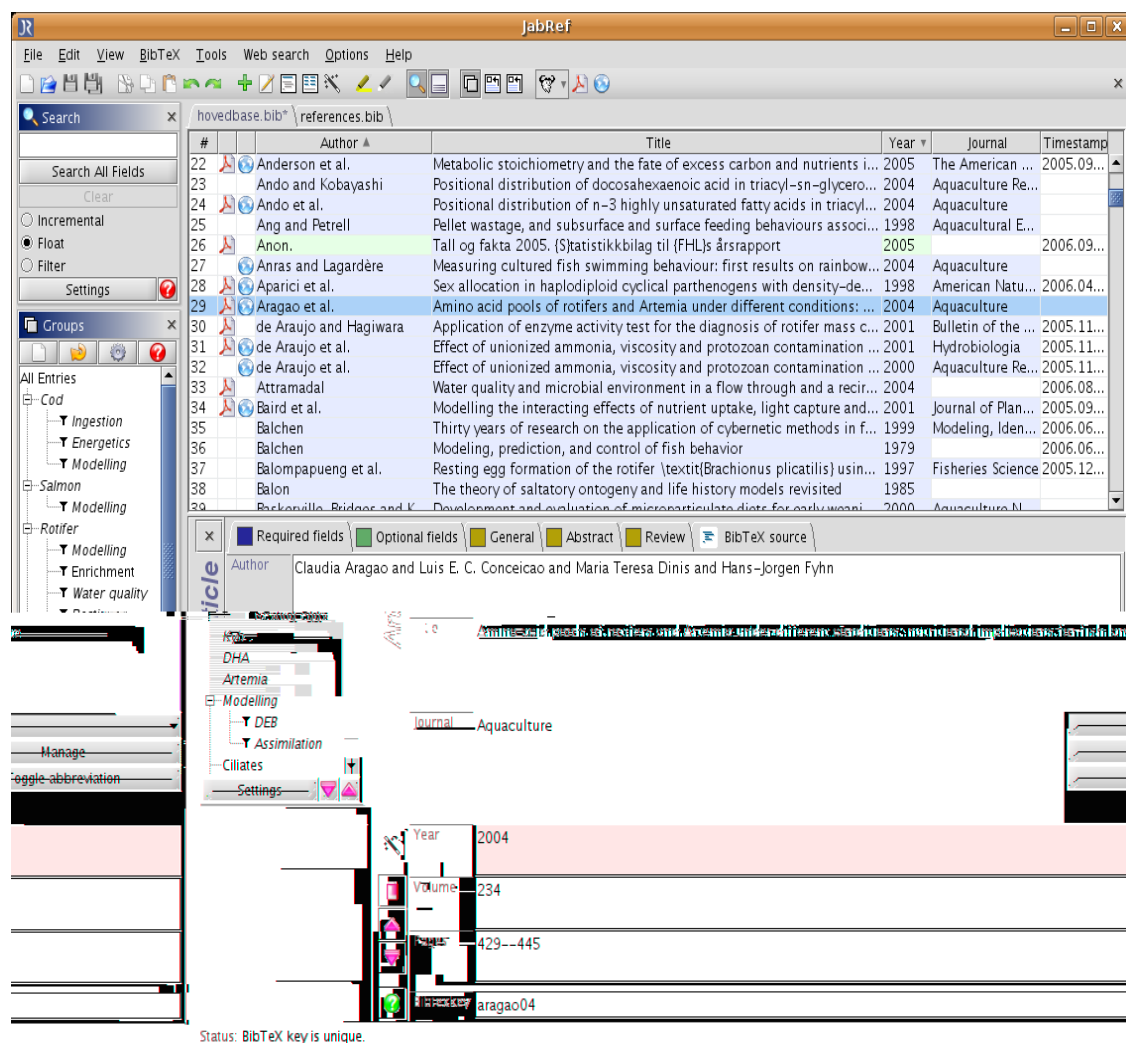 JabRef
File Edit View BibTeX Tools Web search Options Help
Search
Search All Fields
Clear
Incremental
Float
Filter
Settings
Groups
All Entries
Cod
Ingestion
Energetics
Modelling
Salmon
Modelling
Rotifer
Modelling
Enrichment
Water quality
hovedbase.bib* references.bib
# Author Title Year Journal Timestamp
22 Anderson et al. Metabolic stoichiometry and the fate of excess carbon and nutrients i... 2005 The American ... 2005.09...
23 Ando and Kobayashi Positional distribution of docosahexaenoic acid in triacyl-sn-glycero... 2004 Aquaculture Re...
24 Ando et al. Positional distribution of n-3 highly unsaturated fatty acids in triacyl... 2004 Aquaculture
25 Ang and Petrell Pellet wastage, and subsurface and surface feeding behaviours associ... 1998 Aquacultural E...
26 Anon. Tall og fakta 2005. {S}tatistikkbilag til {FHL}s årsrapport 2005 2006.09...
27 Anras and Lagardère Measuring cultured fish swimming behaviour: first results on rainbow... 2004 Aquaculture
28 Aparici et al. Sex allocation in haplodiploid cyclical parthenogens with density-de... 1998 American Natu... 2006.04...
29 Aragao et al. Amino acid pools of rotifers and Artemia under different conditions: ... 2004 Aquaculture
30 de Araujo and Hagiwara Application of enzyme activity test for the diagnosis of rotifer mass c... 2001 Bulletin of the ... 2005.11...
31 de Araujo et al. Effect of unionized ammonia, viscosity and protozoan contamination ... 2001 Hydrobiologia 2005.11...
32 de Araujo et al. Effect of unionized ammonia, viscosity and protozoan contamination ... 2000 Aquaculture Re... 2005.11...
33 Attramadal Water quality and microbial environment in a flow through and a recir... 2004 2006.08...
34 Baird et al. Modelling the interacting effects of nutrient uptake, light capture and... 2001 Journal of Plan... 2005.09...
35 Balchen Thirty years of research on the application of cybernetic methods in f... 1999 Modeling, Iden... 2006.06...
36 Balchen Modeling, prediction, and control of fish behavior 1979 2006.06...
37 Balompapueng et al. Resting egg formation of the rotifer \textit{Brachionus plicatilis} usin... 1997 Fisheries Science 2005.12...
38 Balon The theory of saltatory ontogeny and life history models revisited 1985
Required fields Optional fields General Abstract Review BibTeX source
Author Claudia Aragao and Luis E. C. Conceicao and Maria Teresa Dinis and Hans-Jorgen Fyhn
DHA
Artemia
Modelling
DEB
Assimilation
Ciliates
Settings
Manage
Toggle abbreviation
Journal Aquaculture
Year 2004
Volume 234
429--445
aragao04
Status: BibTeX key is unique.